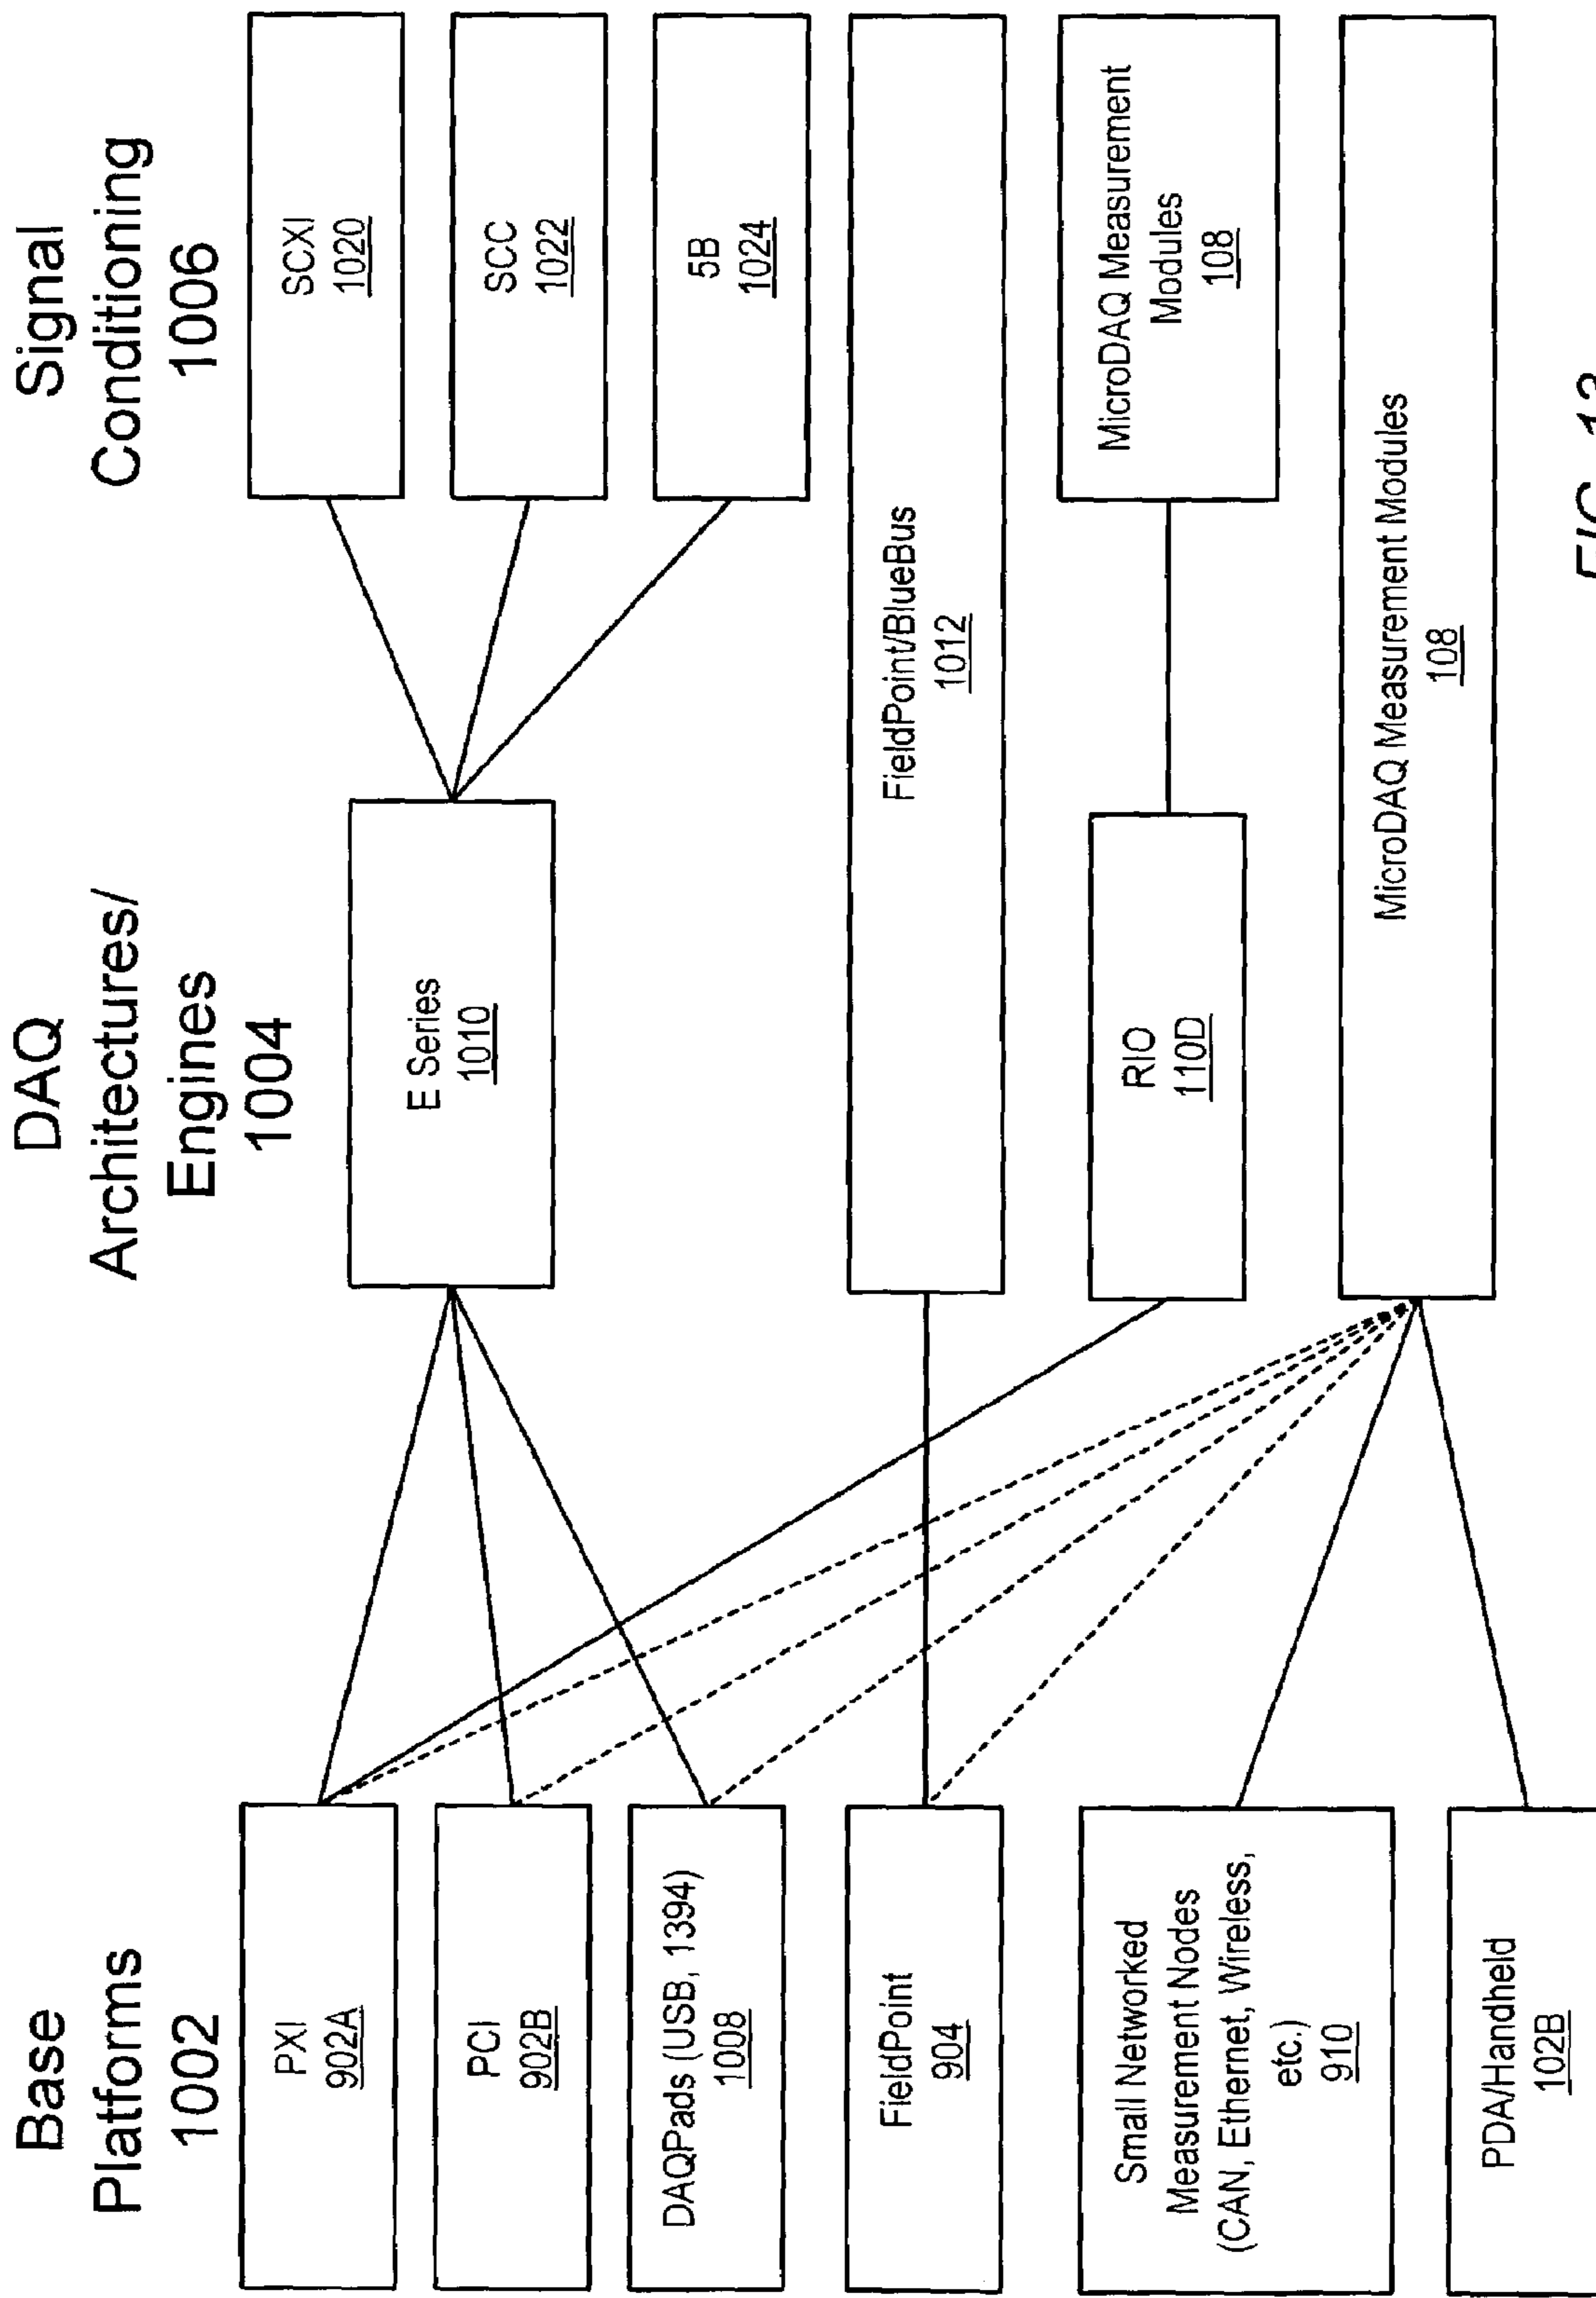 Base
Platforms
1002
PXI
902A
PCI
902B
DAQPads (USB, 1394)
1008
FieldPoint
904
Small Networked
Measurement Nodes
(CAN, Ethernet, Wireless,
etc.)
910
PDA/Handheld
102B
DAQ
Architectures/
Engines
1004
E Series
1010
FieldPoint/BlueBus
1012
RIO
110D
MicroDAQ Measurement Modules
108
Signal
Conditioning
1006
SCXI
1020
SCC
1022
5B
1024
MicroDAQ Measurement
Modules
108